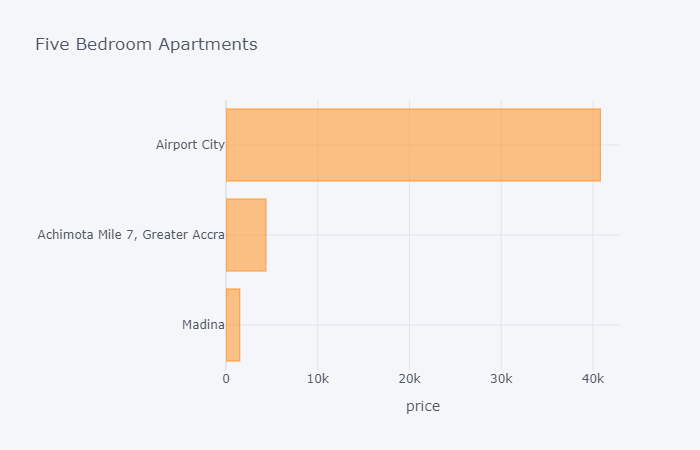 Five Bedroom Apartments
Airport City
Achimota Mile 7, Greater Accra
Madina
0
10k
20k
30k
40k
price